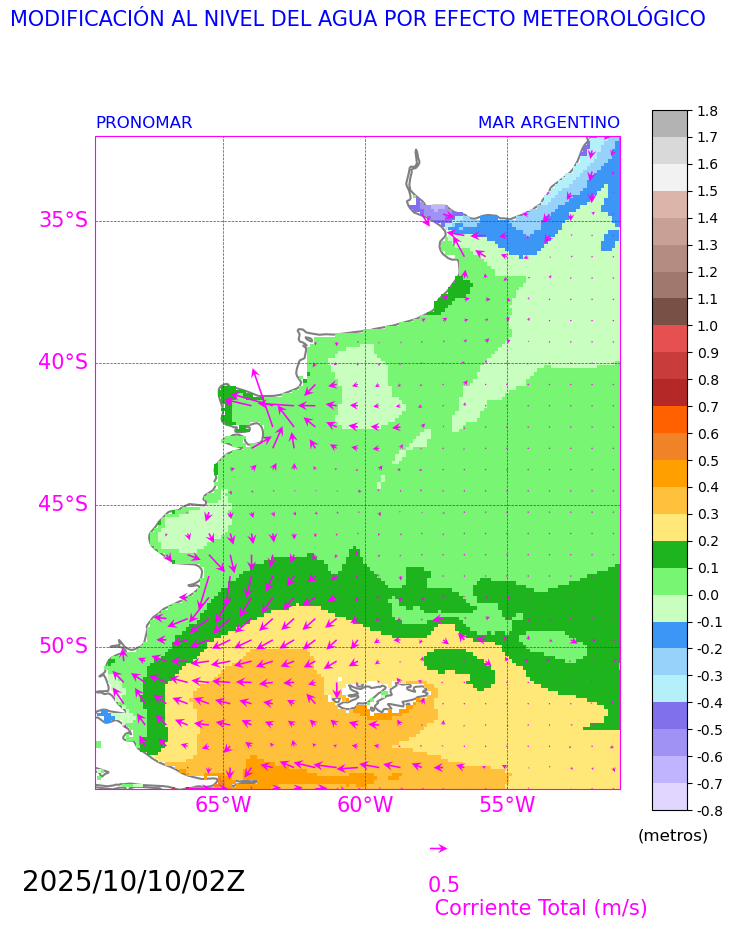 MODIFICACIÓN AL NIVEL DEL AGUA POR EFECTO METEOROLÓGICO
PRONOMAR
MAR ARGENTINO
35°S
40°S
45°S
50°S
65°W
60°W
55°W
1.8
1.7
1.6
1.5
1.4
1.3
1.2
1.1
1.0
0.9
0.8
0.7
0.6
0.5
0.4
0.3
0.2
0.1
0.0
-0.1
-0.2
-0.3
-0.4
-0.5
-0.6
-0.7
-0.8
(metros)
2025/10/10/02Z
0.5
Corriente Total (m/s)